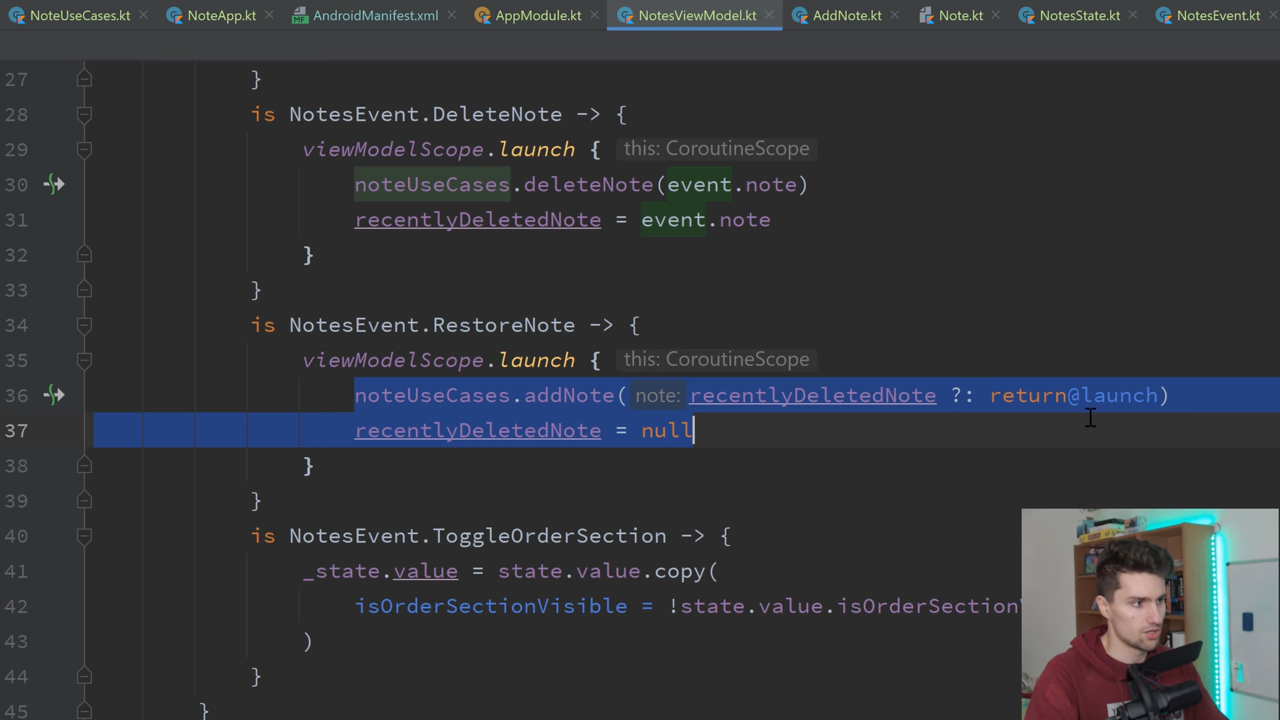 NoteUseCases.kt NoteApp.kt AndroidManifest.xml AppModule.kt NotesViewModel.kt AddNote.kt Note.kt NotesState.kt NotesEvent.kt
27 }
28 is NotesEvent.DeleteNote -> {
29 viewModelScope.launch { this: CoroutineScope
30 noteUseCases.deleteNote(event.note)
31 recentlyDeletedNote = event.note
32 }
33 }
34 is NotesEvent.RestoreNote -> {
35 viewModelScope.launch { this: CoroutineScope
36 noteUseCases.addNote( note: recentlyDeletedNote ?: return@launch)
37 recentlyDeletedNote = null
38 }
39 }
40 is NotesEvent.ToggleOrderSection -> {
41 _state.value = state.value.copy(
42 isOrderSectionVisible = !state.value.isOrderSection
43 )
44 }
45 }